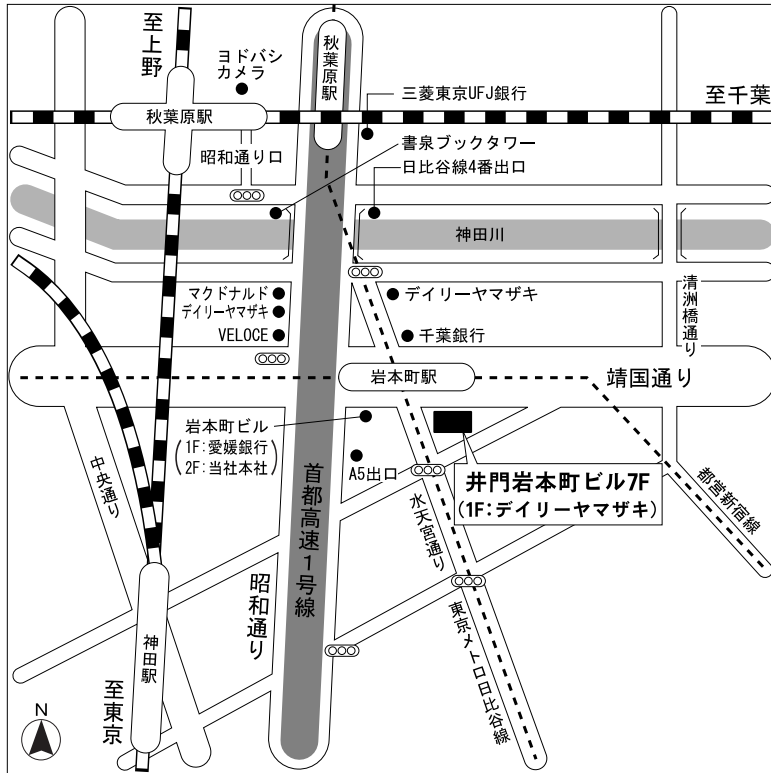 至上野
ヨドバシ
カメラ
秋葉原駅
三菱東京UFJ銀行
至千葉
秋葉原駅
昭和通り口
書泉ブックタワー
日比谷線4番出口
神田川
マクドナルド
デイリーヤマザキ
VELOCE
デイリーヤマザキ
千葉銀行
清洲橋通り
岩本町駅
靖国通り
岩本町ビル
(1F:愛媛銀行
2F:当社本社)
A5出口
井門岩本町ビル7F
(1F:デイリーヤマザキ)
中央通り
首都高速1号線
昭和通り
水天宮通り
都営新宿線
東京メトロ日比谷線
神田駅
至東京
N